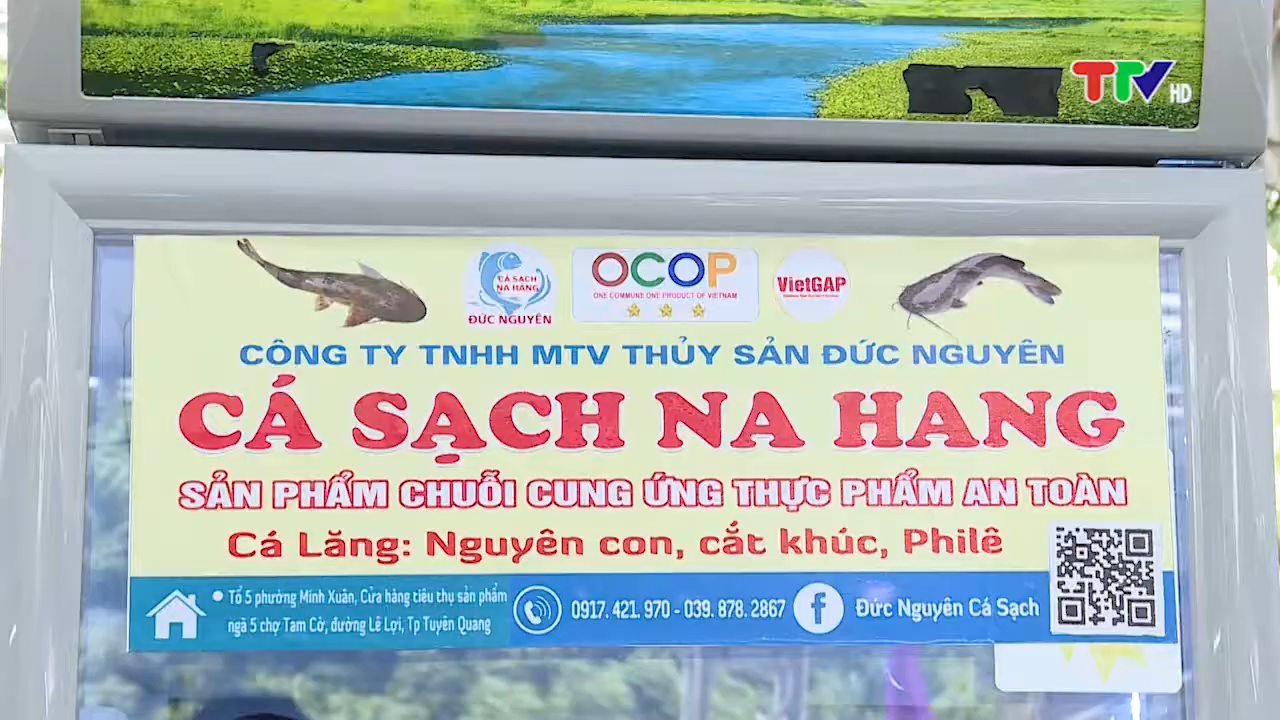 TTV HD
CÁ SẠCH
NA HANG
ĐỨC NGUYÊN
OCOP
ONE COMMUNE ONE PRODUCT OF VIETNAM
VietGAP
CÔNG TY TNHH MTV THỦY SẢN ĐỨC NGUYÊN
CÁ SẠCH NA HANG
SẢN PHẨM CHUỖI CUNG ỨNG THỰC PHẨM AN TOÀN
Cá Lăng: Nguyên con, cắt khúc, Philê
Tổ 5 phường Minh Xuân, Cửa hàng tiêu thụ sản phẩm
ngã 5 chợ Tam Cờ, đường Lê Lợi, Tp Tuyên Quang
0917. 421. 970 - 039. 878. 2867
Đức Nguyên Cá Sạch